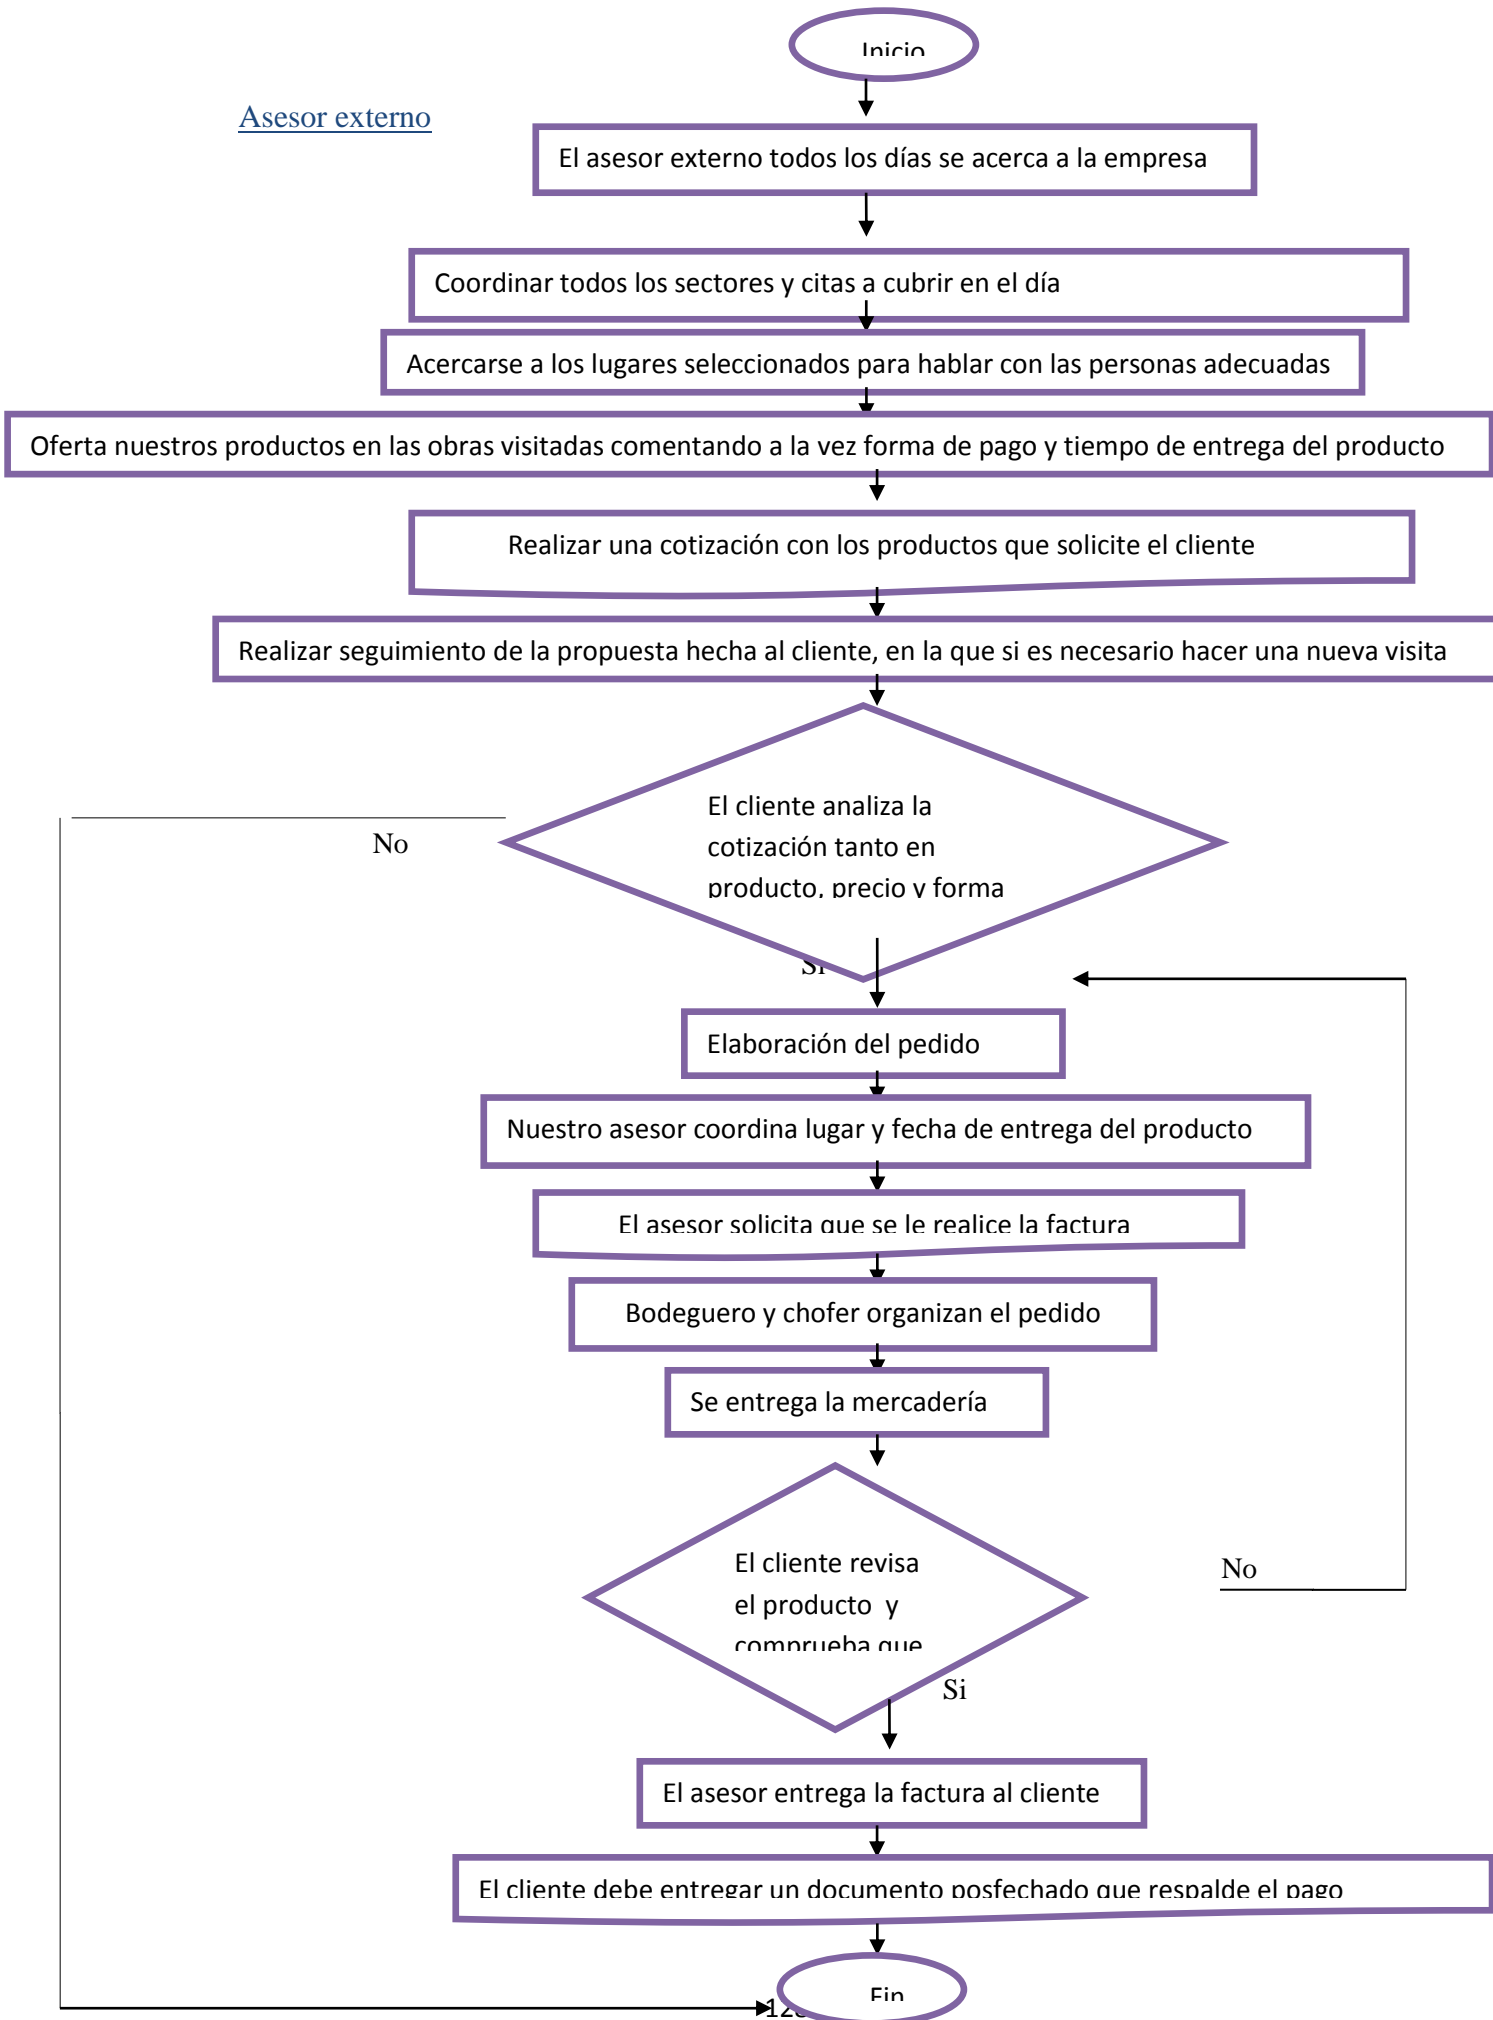 Inicio
Asesor externo
El asesor externo todos los días se acerca a la empresa
Coordinar todos los sectores y citas a cubrir en el día
Acercarse a los lugares seleccionados para hablar con las personas adecuadas
Oferta nuestros productos en las obras visitadas comentando a la vez forma de pago y tiempo de entrega del producto
Realizar una cotización con los productos que solicite el cliente
Realizar seguimiento de la propuesta hecha al cliente, en la que si es necesario hacer una nueva visita
El cliente analiza la
No
cotización tanto en
producto, precio y forma
Si
Elaboración del pedido
Nuestro asesor coordina lugar y fecha de entrega del producto
El asesor solicita que se le realice la factura
Bodeguero y chofer organizan el pedido
Se entrega la mercadería
El cliente revisa
No
el producto y
comprueba que
Si
El asesor entrega la factura al cliente
El cliente debe entregar un documento posfechado que respalde el pago
Fin